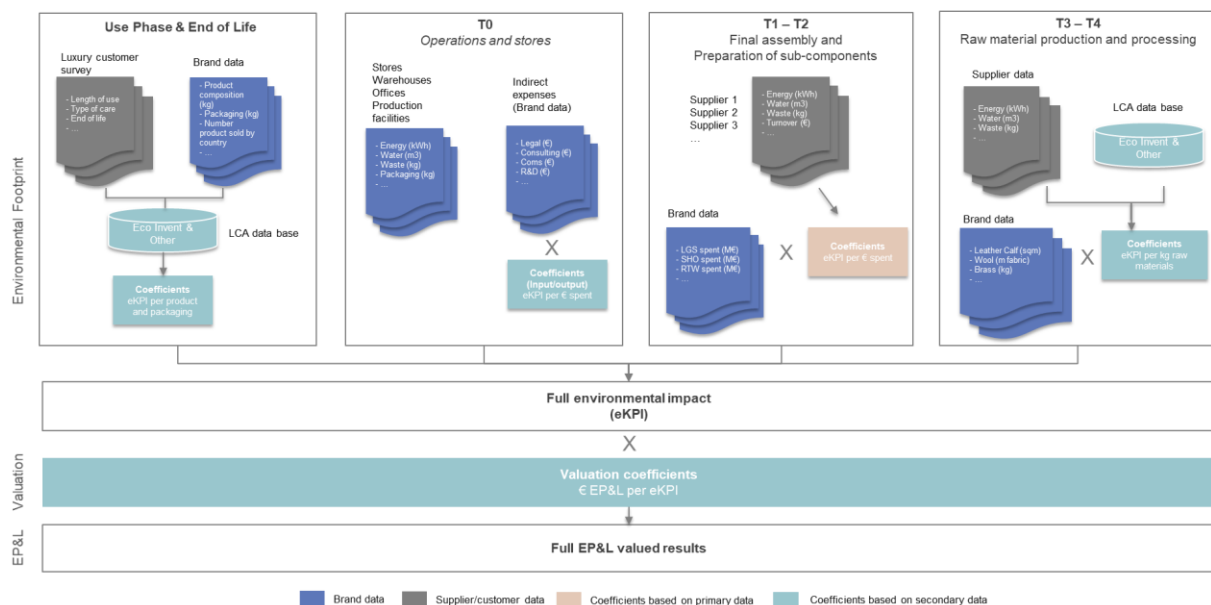 Use Phase & End of Life
Luxury customer
survey
Brand data
- Length of use
- Type of care
- End of life
- ...
- Product
composition
(kg)
- Packaging (kg)
- Number
product sold by
country
- ...
Eco Invent &
Other
LCA data base
Coefficients
eKPI per product
and packaging
T0
Operations and stores
Stores
Warehouses
Offices
Production
facilities
Indirect
expenses
(Brand data)
- Energy (kWh)
- Water (m3)
- Waste (kg)
- Packaging (kg)
- ...
- Legal (€)
- Consulting (€)
- Coms (€)
- R&D (€)
- ...
X
Coefficients
(Input/output)
eKPI per € spent
T1 – T2
Final assembly and
Preparation of sub-components
Supplier 1
Supplier 2
Supplier 3
...
- Energy (kWh)
- Water (m3)
- Waste (kg)
- Turnover (€)
- ...
Brand data
- LGS spent (M€)
- SHO spent (M€)
- RTW spent (M€)
- ...
X
Coefficients
eKPI per € spent
T3 – T4
Raw material production and processing
Supplier data
- Energy (kWh)
- Water (m3)
- Waste (kg)
- ...
LCA data base
Eco Invent &
Other
Brand data
- Leather Calf (sqm)
- Wool (m fabric)
- Brass (kg)
- ...
X
Coefficients
eKPI per kg raw
materials
Environmental Footprint
Full environmental impact
(eKPI)
X
Valuation
Valuation coefficients
€ EP&L per eKPI
EP&L
Full EP&L valued results
Brand data
Supplier/customer data
Coefficients based on primary data
Coefficients based on secondary data